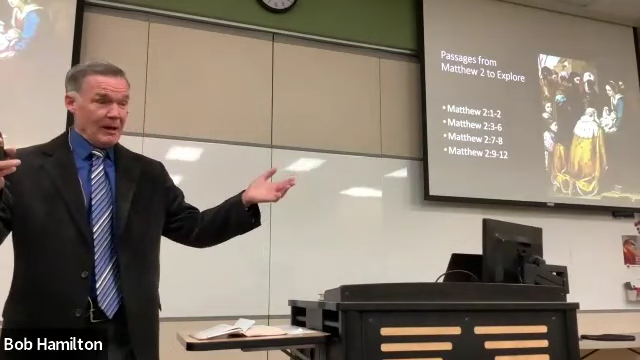 Passages from
Matthew 2 to Explore
• Matthew 2:1-2
• Matthew 2:3-6
• Matthew 2:7-8
• Matthew 2:9-12
Bob Hamilton